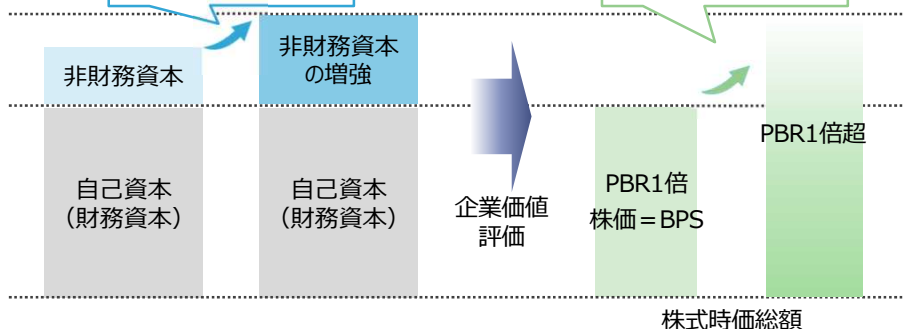 非財務資本
非財務資本
の増強
自己資本
（財務資本）
自己資本
（財務資本）
企業価値
評価
PBR1倍
株価＝BPS
PBR1倍超
株式時価総額